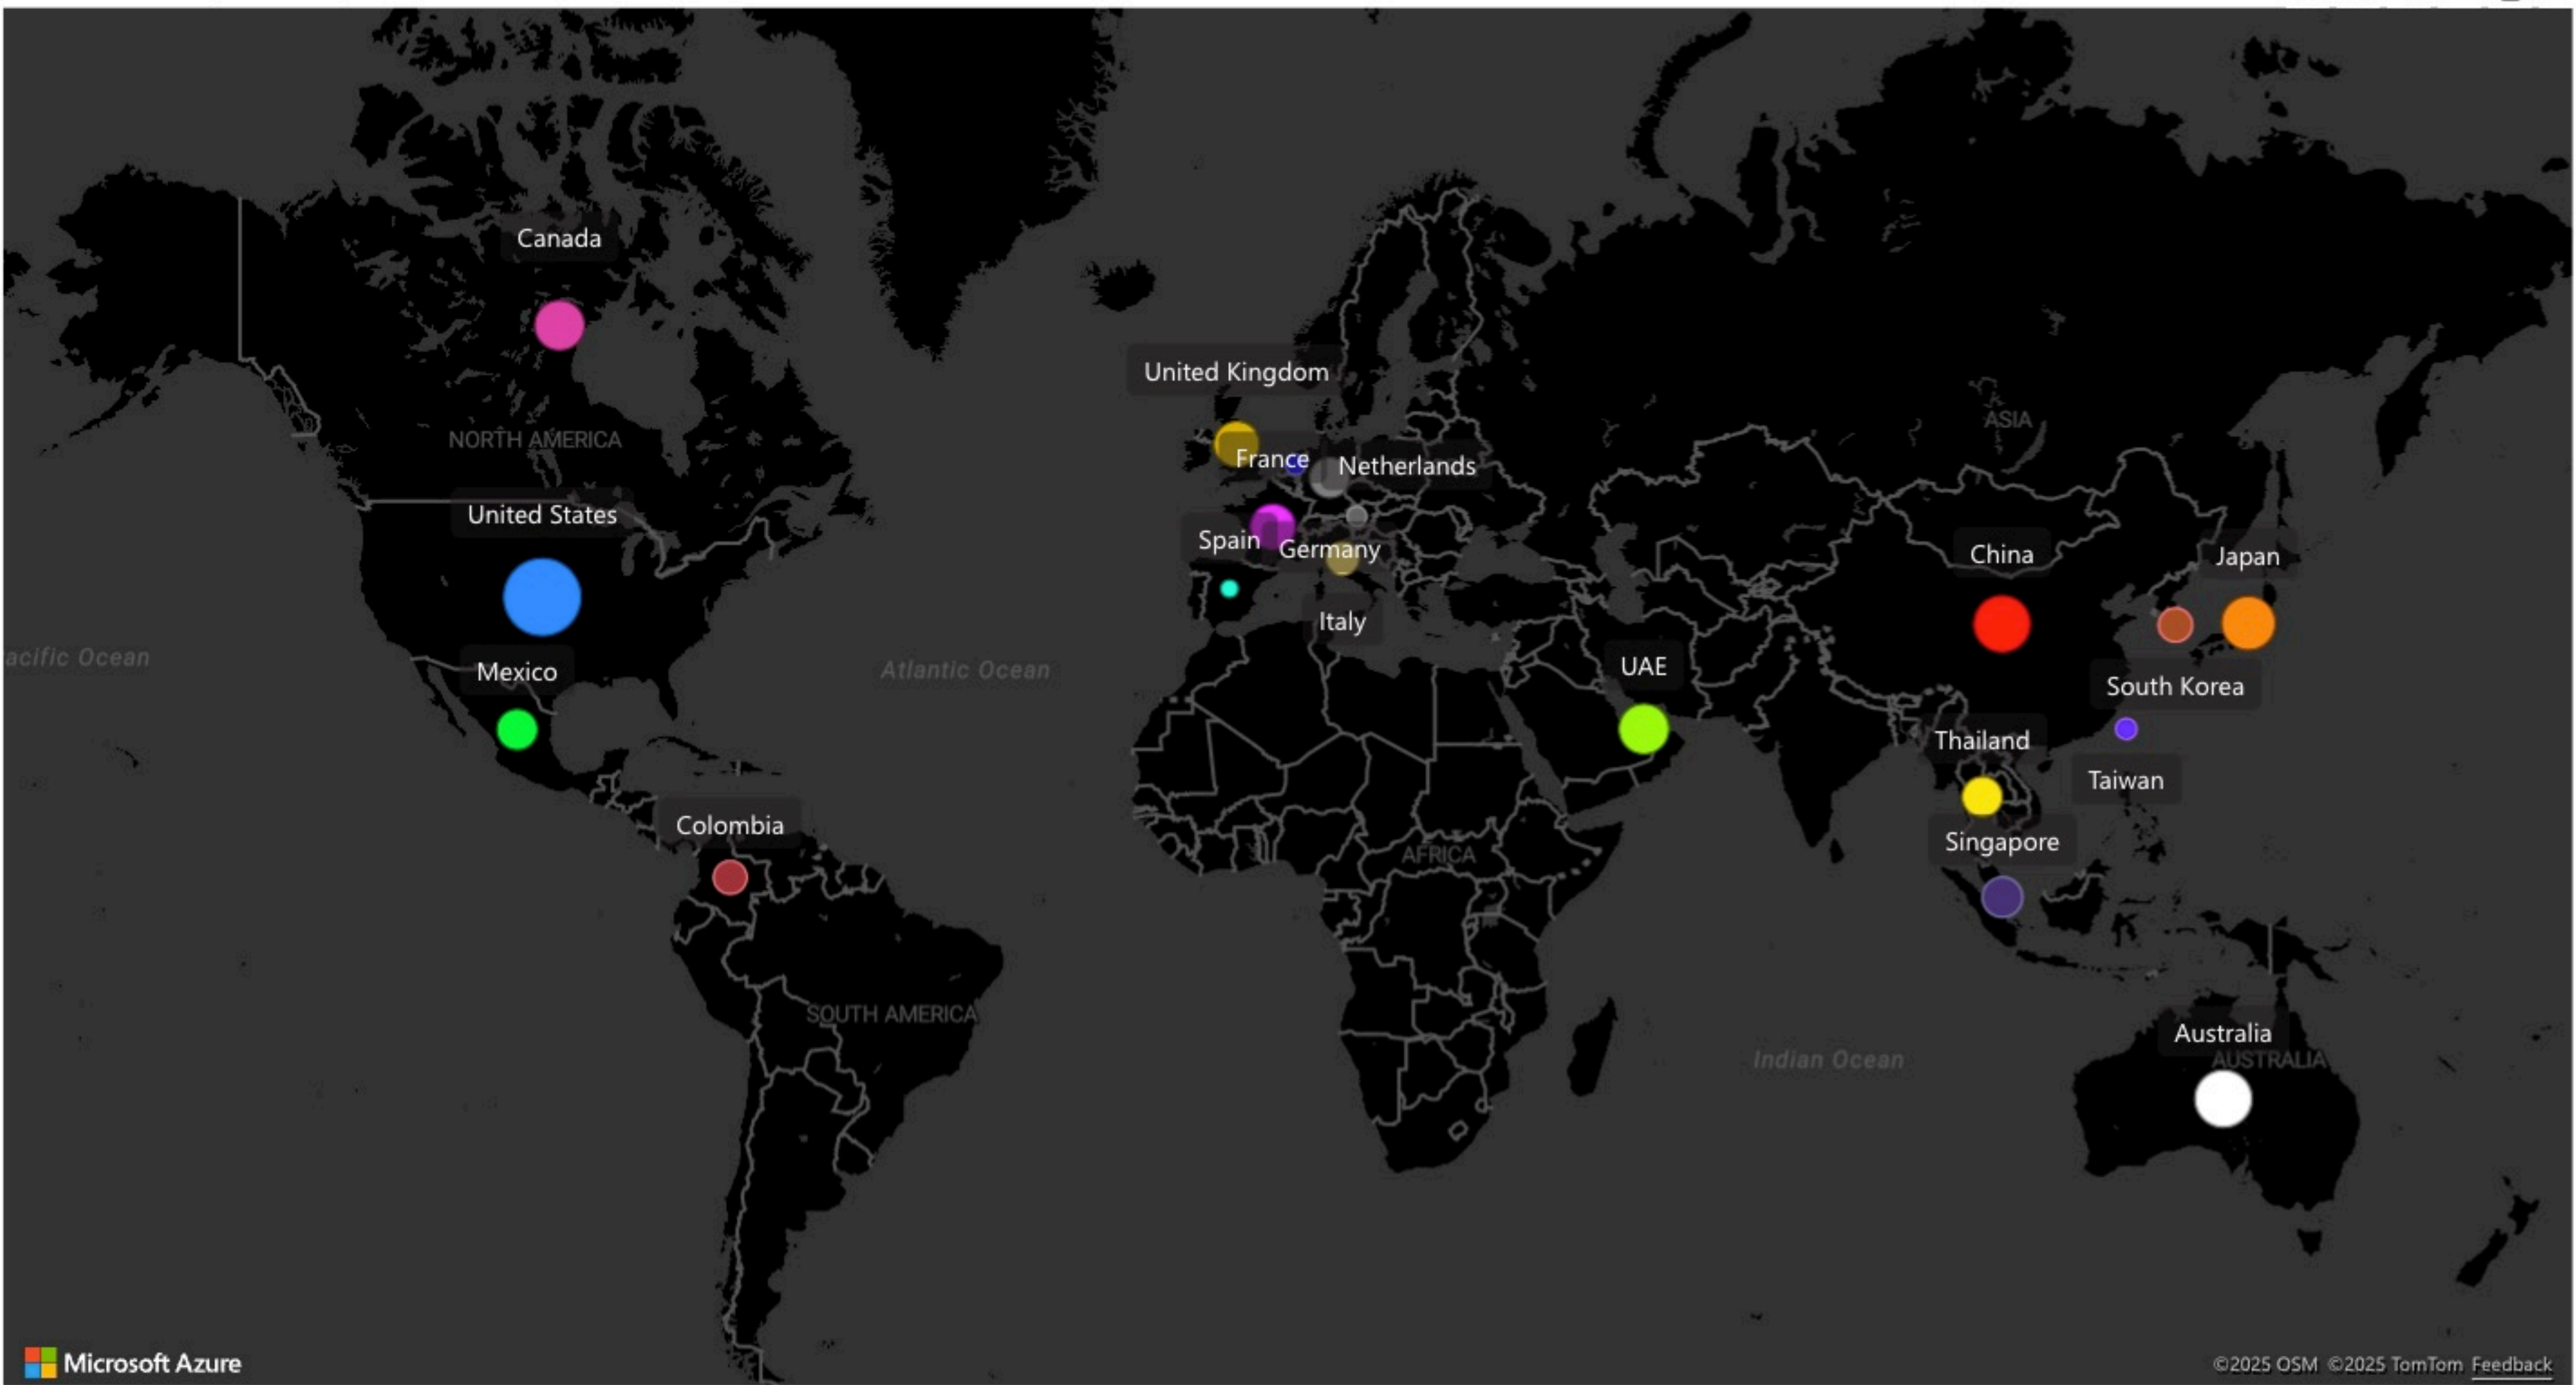 Canada
United Kingdom
NORTH AMERICA
ASIA
France
Netherlands
United States
Spain
Germany
China
Japan
Italy
acific Ocean
Atlantic Ocean
Mexico
UAE
South Korea
Thailand
Taiwan
Colombia
Singapore
AFRICA
SOUTH AMERICA
Australia
AUSTRALIA
Indian Ocean
Microsoft Azure
©2025 OSM ©2025 TomTom Feedback